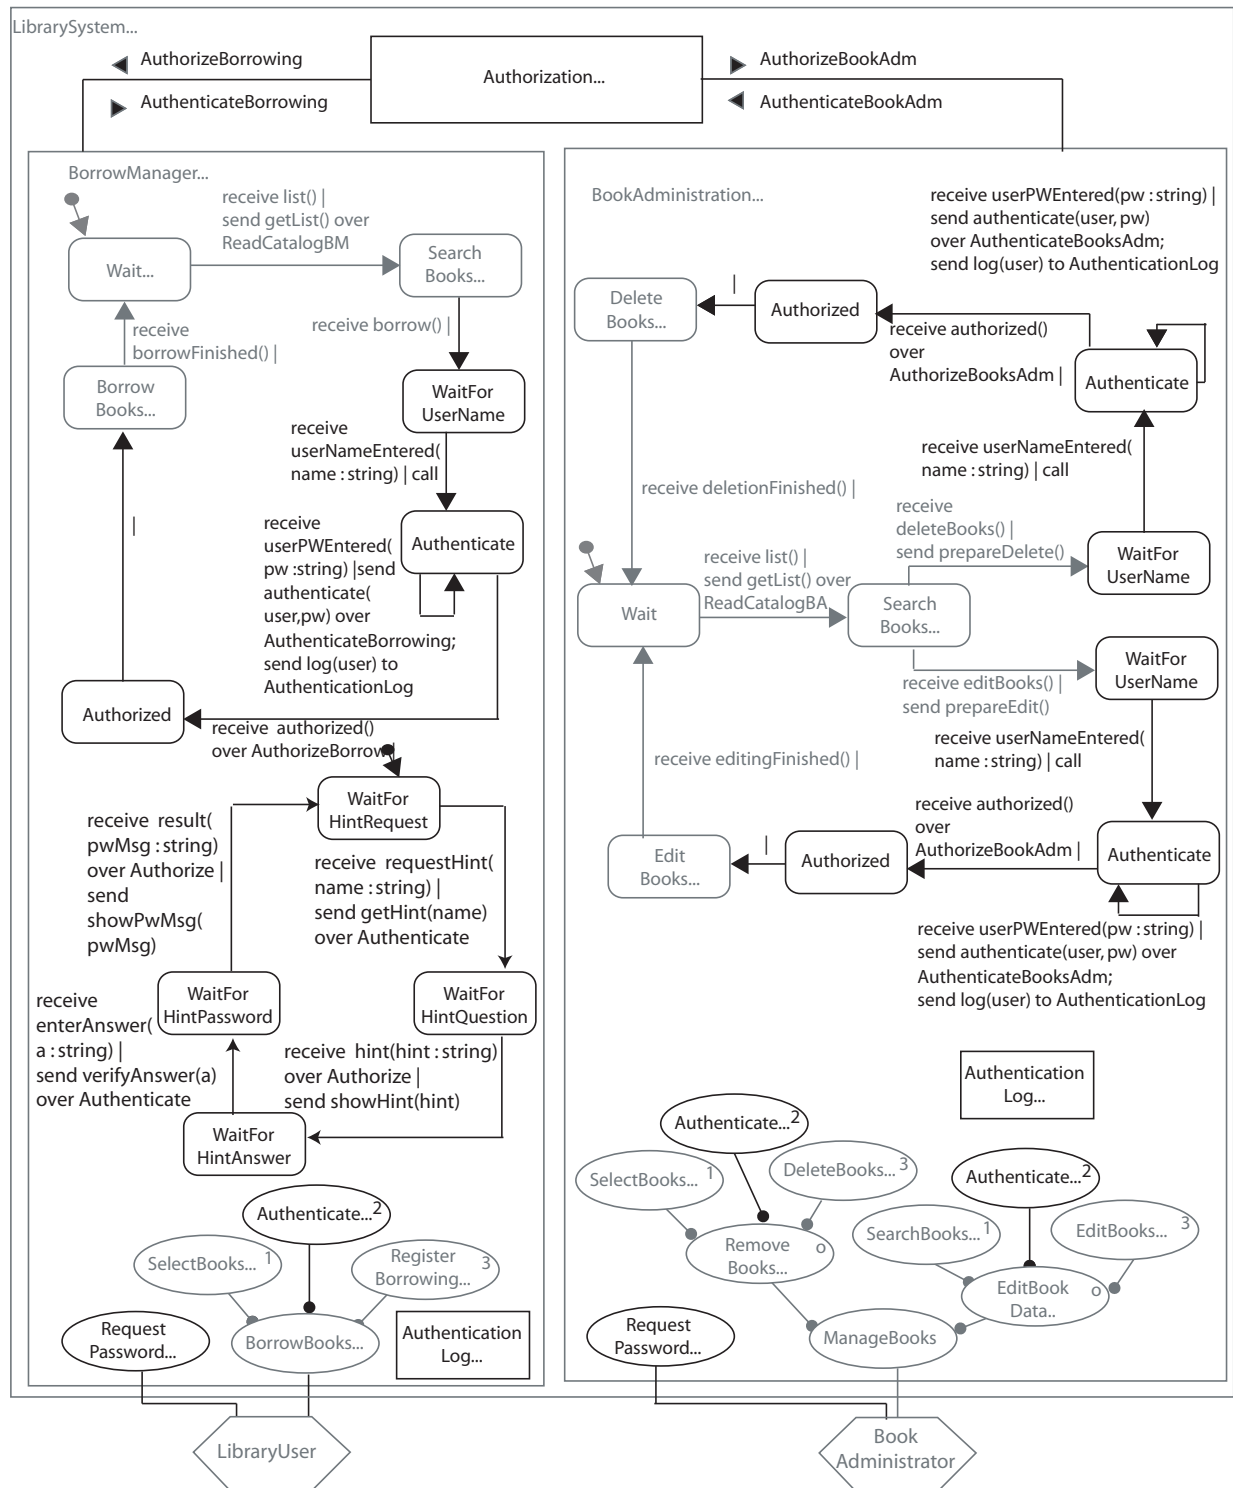 LibrarySystem...
AuthorizeBorrowing
AuthenticateBorrowing
Authorization...
AuthorizeBookAdm
AuthenticateBookAdm
BorrowManager...
receive list() |
send getList() over
ReadCatalogBM
Wait...
Search
Books...
receive
borrowFinished() |
receive borrow() |
Borrow
Books...
WaitFor
UserName
receive
userNameEntered(
name : string) | call
|
receive
userPWEntered(
pw :string) |send
authenticate(
user,pw) over
AuthenticateBorrowing;
send log(user) to
AuthenticationLog
Authenticate
Authorized
receive authorized()
over AuthorizeBorrow|
WaitFor
HintRequest
receive result(
pwMsg : string)
over Authorize |
send
showPwMsg(
pwMsg)
receive requestHint(
name : string) |
send getHint(name)
over Authenticate
WaitFor
HintPassword
WaitFor
HintQuestion
receive
enterAnswer(
a : string) |
send verifyAnswer(a)
over Authenticate
receive hint(hint : string)
over Authorize |
send showHint(hint)
WaitFor
HintAnswer
Authenticate...2
SelectBooks... 1
Register
Borrowing... 3
Request
Password...
BorrowBooks...
Authentication
Log...
LibraryUser
BookAdministration...
receive userPWEntered(pw : string) |
send authenticate(user, pw)
over AuthenticateBooksAdm;
send log(user) to AuthenticationLog
Delete
Books...
|
Authorized
receive authorized()
over
AuthorizeBooksAdm |
Authenticate
receive userNameEntered(
name : string) | call
receive deletionFinished() |
receive
deleteBooks() |
send prepareDelete()
WaitFor
UserName
receive list() |
send getList() over
ReadCatalogBA
Wait
Search
Books...
WaitFor
UserName
receive editBooks() |
send prepareEdit()
receive userNameEntered(
name : string) | call
receive editingFinished() |
receive authorized()
over
AuthorizeBookAdm |
Edit
Books...
|
Authorized
Authenticate
receive userPWEntered(pw : string) |
send authenticate(user, pw) over
AuthenticateBooksAdm;
send log(user) to AuthenticationLog
Authentication
Log...
Authenticate...2
SelectBooks... 1
DeleteBooks... 3
Authenticate...2
SearchBooks... 1
EditBooks... 3
Remove
Books... o
EditBook
Data.. o
Request
Password...
ManageBooks
Book
Administrator